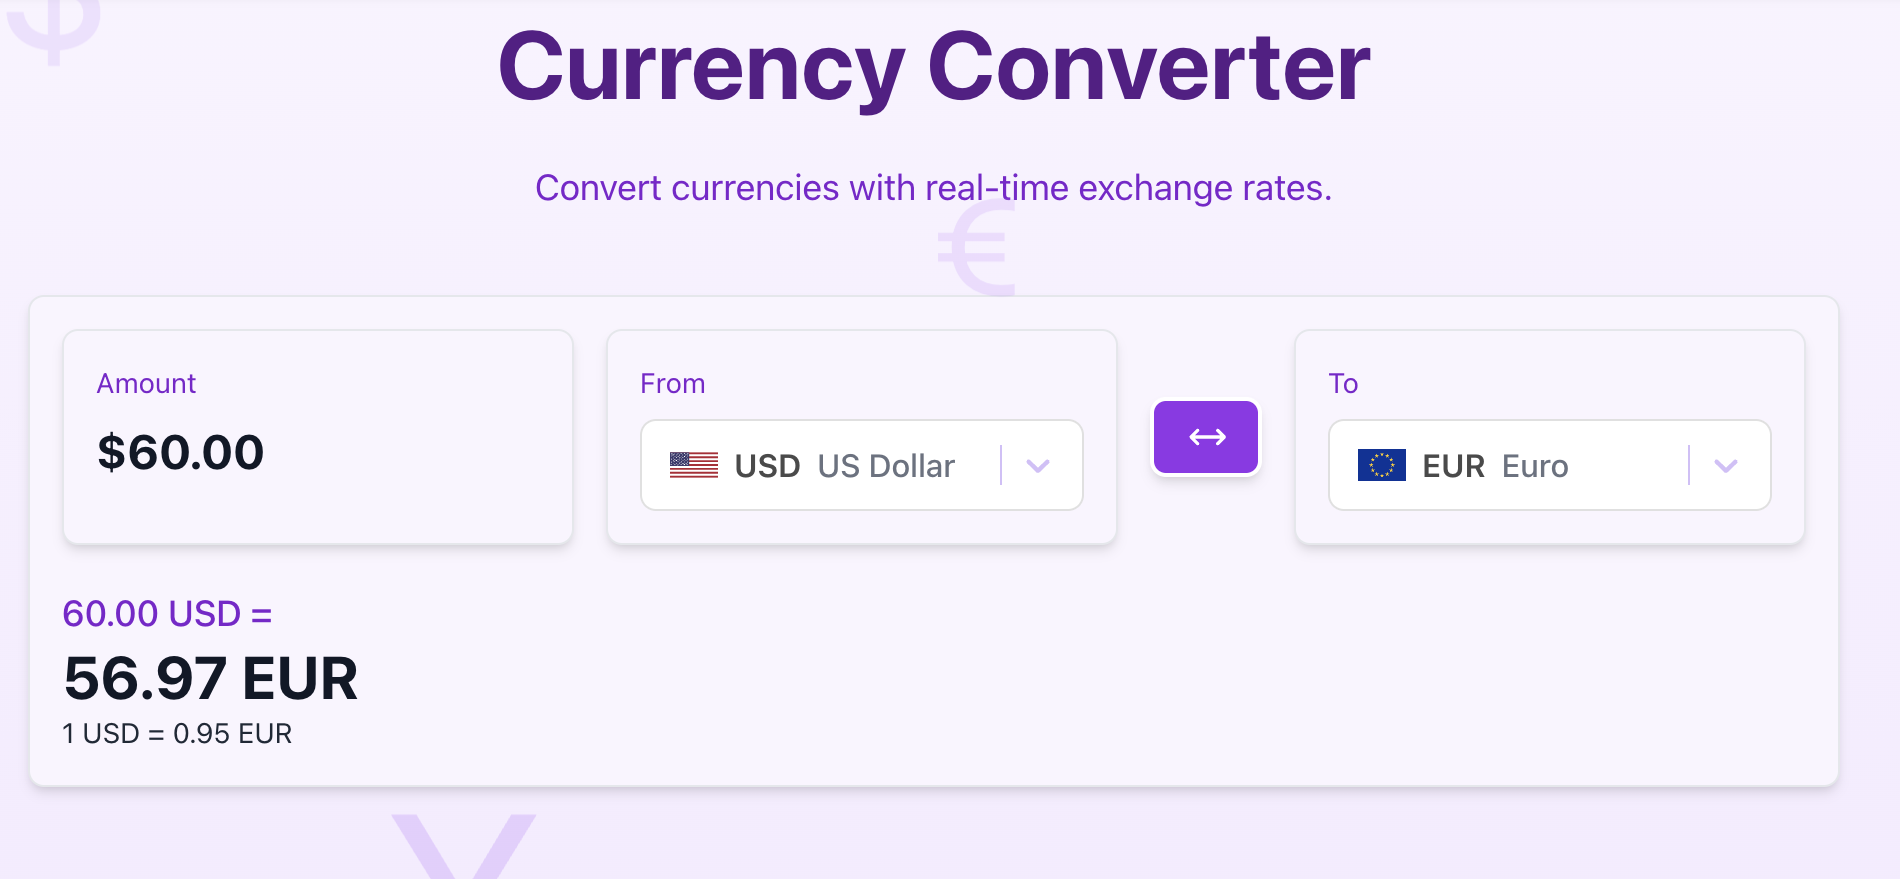 $
Currency Converter
Convert currencies with real-time exchange rates.
€
Amount
$60.00
From
USD US Dollar
To
EUR Euro
60.00 USD =
56.97 EUR
1 USD = 0.95 EUR